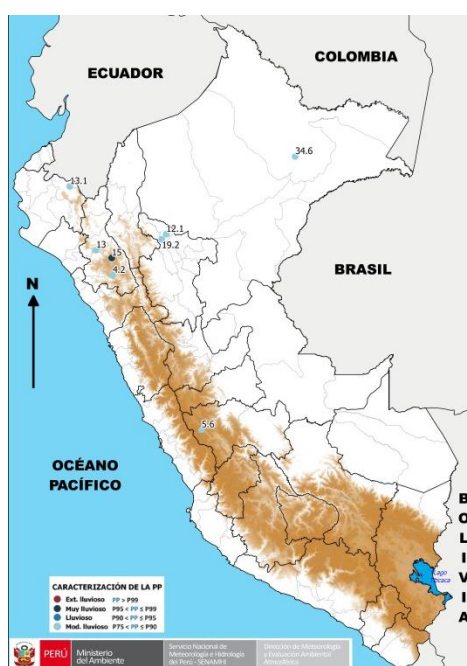 COLOMBIA
ECUADOR
34.6
13.1
12.1
19.2
13
15
4.2
BRASIL
N
5.6
OCÉANO
PACÍFICO
BOLIVIA
Lago
Titicaca
CARACTERIZACIÓN DE LA PP
Ext. lluvioso PP > P99
Muy lluvioso P95 < PP ≤ P99
Lluvioso P90 < PP ≤ P95
Mod. lluvioso P75 < PP ≤ P90
PERÚ
Ministerio
del Ambiente
Servicio Nacional de
Meteorología e Hidrología
del Perú - SENAMHI
Dirección de Meteorología
y Evaluación Ambiental
Atmosférica